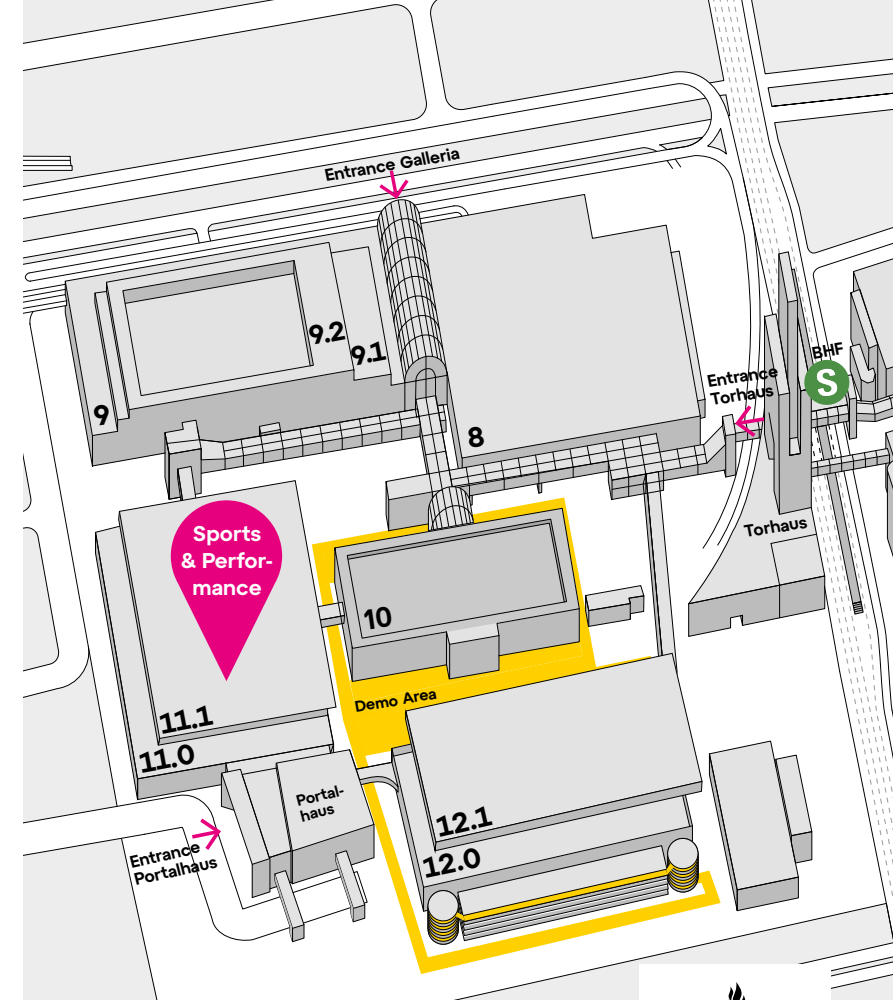 Entrance Galleria
9.2
9.1
BHF
S
Entrance
Torhaus
9
8
Torhaus
Sports
& Perfor-
mance
10
Demo Area
11.1
11.0
Portal-
haus
12.1
12.0
Entrance
Portalhaus